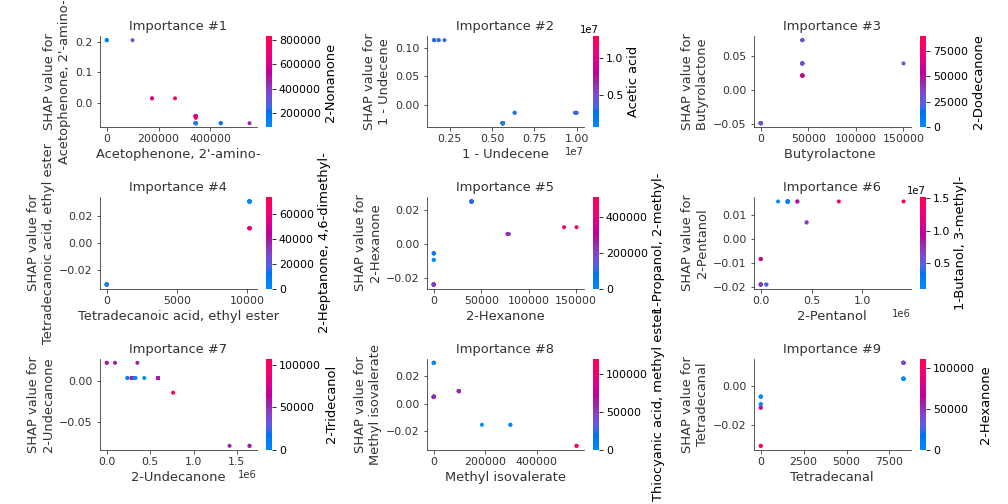 Importance #1
SHAP value for
Acetophenone, 2'-amino-
0.2
0.1
0.0
0
200000
400000
Acetophenone, 2'-amino-
800000
600000
400000
200000
2-Nonanone
Importance #2
SHAP value for
1 - Undecene
0.10
0.05
0.00
0.25
0.50
0.75
1.00
1e7
1 - Undecene
1e7
1.0
0.5
Acetic acid
Importance #3
SHAP value for
Butyrolactone
0.05
0.00
−0.05
0
50000
100000
150000
Butyrolactone
75000
50000
25000
0
2-Dodecanone
Importance #4
SHAP value for
Tetradecanoic acid, ethyl ester
0.02
0.00
−0.02
0
5000
10000
Tetradecanoic acid, ethyl ester
60000
40000
20000
0
2-Heptanone, 4,6-dimethyl-
Importance #5
SHAP value for
2-Hexanone
0.02
0.00
−0.02
0
50000
100000
150000
2-Hexanone
400000
200000
0
1-Propanol, 2-methyl-
Importance #6
SHAP value for
2-Pentanol
0.01
0.00
−0.01
−0.02
0.0
0.5
1.0
1e6
2-Pentanol
1e7
1.5
1.0
0.5
1-Butanol, 3-methyl-
Importance #7
SHAP value for
2-Undecanone
0.00
−0.05
0.0
0.5
1.0
1.5
1e6
2-Undecanone
100000
50000
0
2-Tridecanol
Importance #8
SHAP value for
Methyl isovalerate
0.02
0.00
−0.02
0
200000
400000
Methyl isovalerate
100000
50000
0
Thiocyanic acid, methyl ester
Importance #9
SHAP value for
Tetradecanal
0.00
−0.02
0
2500
5000
7500
Tetradecanal
100000
50000
0
2-Hexanone